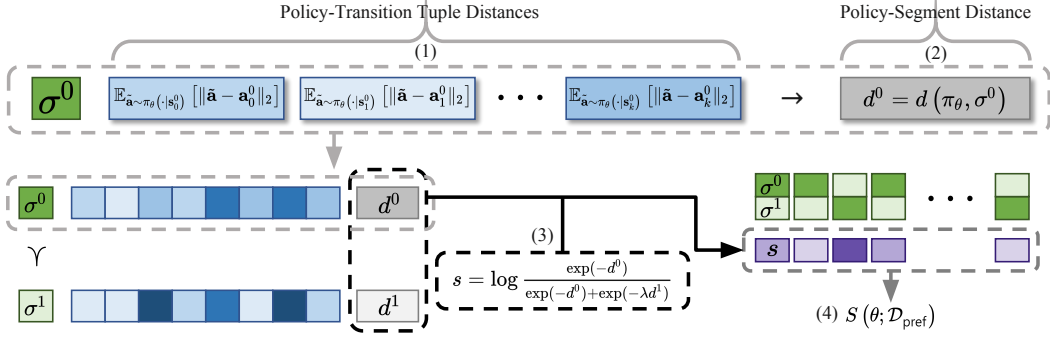 Policy-Transition Tuple Distances
Policy-Segment Distance
(1)
(2)
σ⁰
𝔼_{ã∼π_θ(·|s₀⁰)} [‖ã − a₀⁰‖₂]
𝔼_{ã∼π_θ(·|s₁⁰)} [‖ã − a₁⁰‖₂]
• • •
𝔼_{ã∼π_θ(·|s_k⁰)} [‖ã − a_k⁰‖₂]
→
d⁰ = d (π_θ, σ⁰)
σ⁰
d⁰
σ⁰
σ¹
• • •
≻
(3)
s
s = log exp(−d⁰) / (exp(−d⁰)+exp(−λd¹))
σ¹
d¹
(4) S (θ; 𝒟_pref)